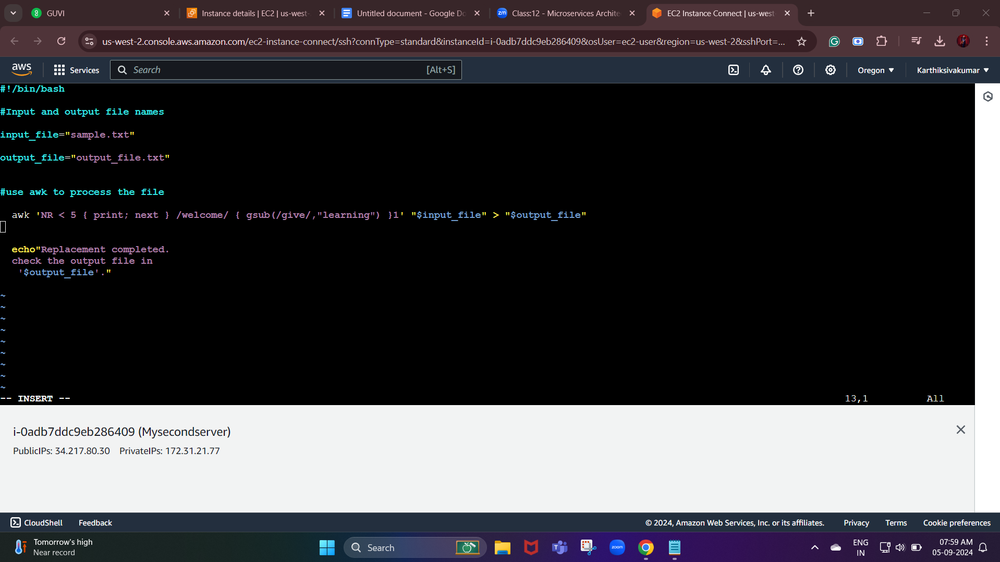 GUVI
Instance details | EC2 | us-west-
Untitled document - Google Do
zm Class:12 - Microservices Archite
EC2 Instance Connect | us-west
us-west-2.console.aws.amazon.com/ec2-instance-connect/ssh?connType=standard&instanceId=i-0adb7ddc9eb286409&osUser=ec2-user&region=us-west-2&sshPort=...
aws Services Search [Alt+S] Oregon Karthiksivakumar
#!/bin/bash
#Input and output file names
input_file="sample.txt"
output_file="output_file.txt"
#use awk to process the file
awk 'NR < 5 { print; next } /welcome/ { gsub(/give/,"learning") }1' "$input_file" > "$output_file"
echo"Replacement completed.
check the output file in
'$output_file'."
~
~
~
~
~
~
~
~
~
-- INSERT -- 13,1 All
i-0adb7ddc9eb286409 (Mysecondserver)
PublicIPs: 34.217.80.30 PrivateIPs: 172.31.21.77
CloudShell Feedback © 2024, Amazon Web Services, Inc. or its affiliates. Privacy Terms Cookie preferences
Tomorrow's high
Near record
Search
zoom
ENG
IN
07:59 AM
05-09-2024